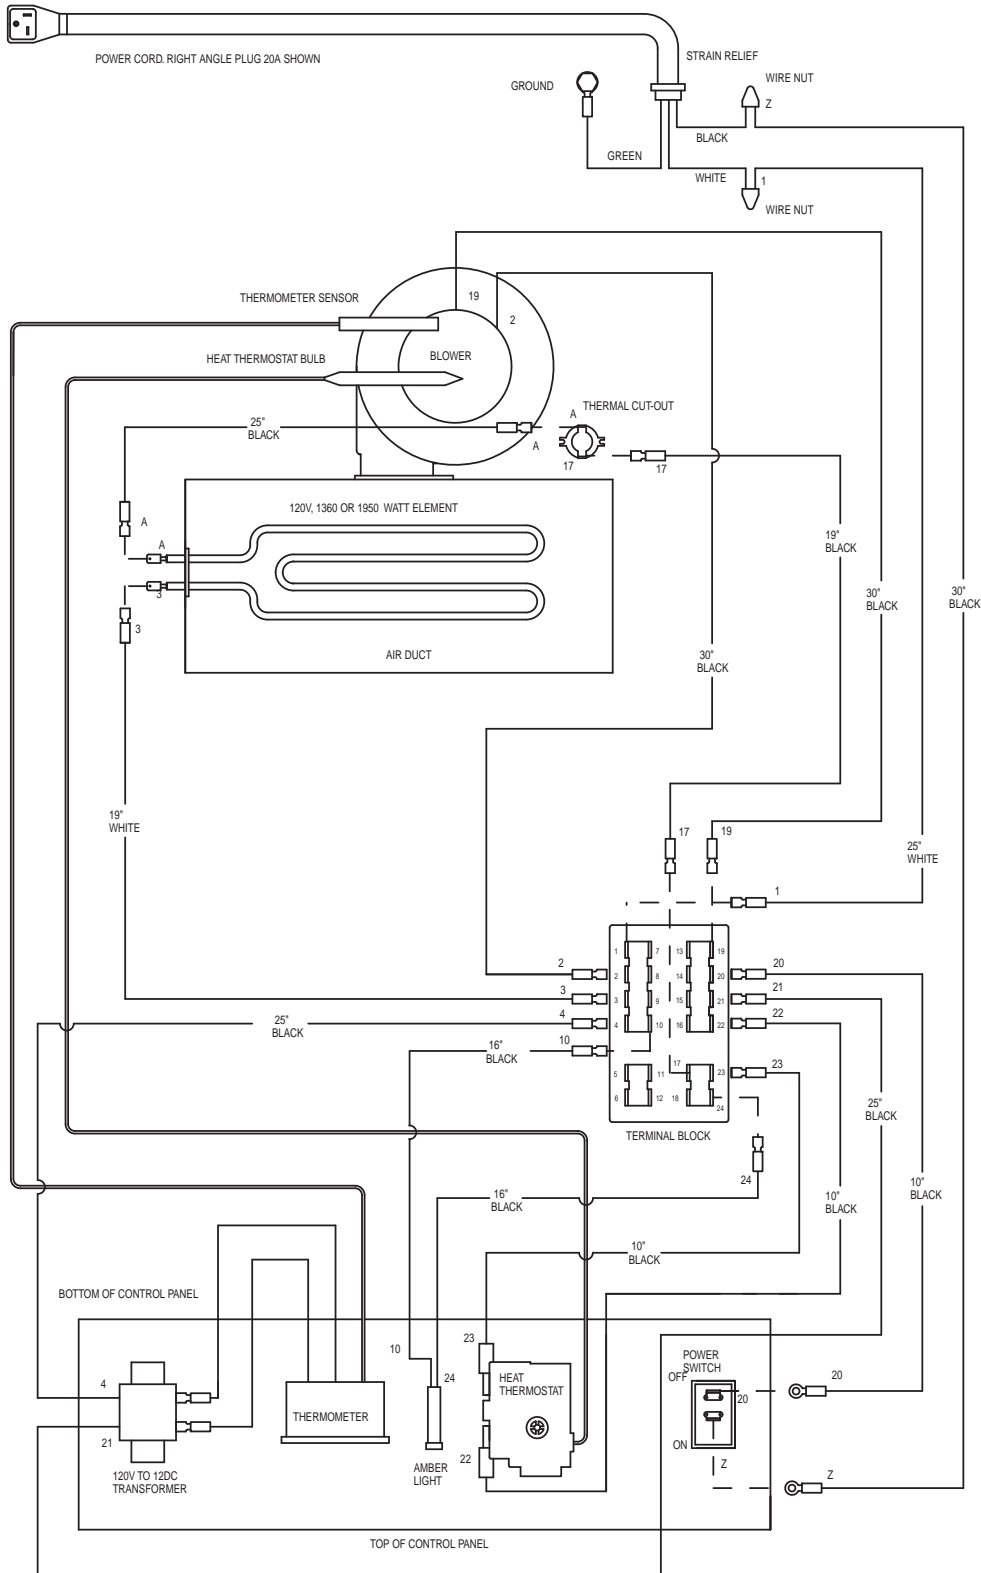 POWER CORD. RIGHT ANGLE PLUG 20A SHOWN
STRAIN RELIEF
GROUND
WIRE NUT
Z
BLACK
GREEN
WHITE
1
WIRE NUT
THERMOMETER SENSOR
19
2
HEAT THERMOSTAT BULB
BLOWER
THERMAL CUT-OUT
A
25"
BLACK
A
17
17
120V, 1360 OR 1950 WATT ELEMENT
A
A
3
3
19"
BLACK
30"
BLACK
30"
BLACK
AIR DUCT
30"
BLACK
19"
WHITE
17
19
25"
WHITE
1
1
7
13
19
2
2
8
14
20
20
3
3
9
15
21
21
4
4
10
16
22
22
25"
BLACK
10
16"
BLACK
5
11
17
23
23
6
12
18
24
25"
BLACK
TERMINAL BLOCK
24
16"
BLACK
10"
BLACK
10"
BLACK
10"
BLACK
BOTTOM OF CONTROL PANEL
10
23
24
HEAT
THERMOSTAT
POWER
SWITCH
OFF
20
20
4
THERMOMETER
21
22
ON
Z
Z
120V TO 12DC
TRANSFORMER
AMBER
LIGHT
TOP OF CONTROL PANEL